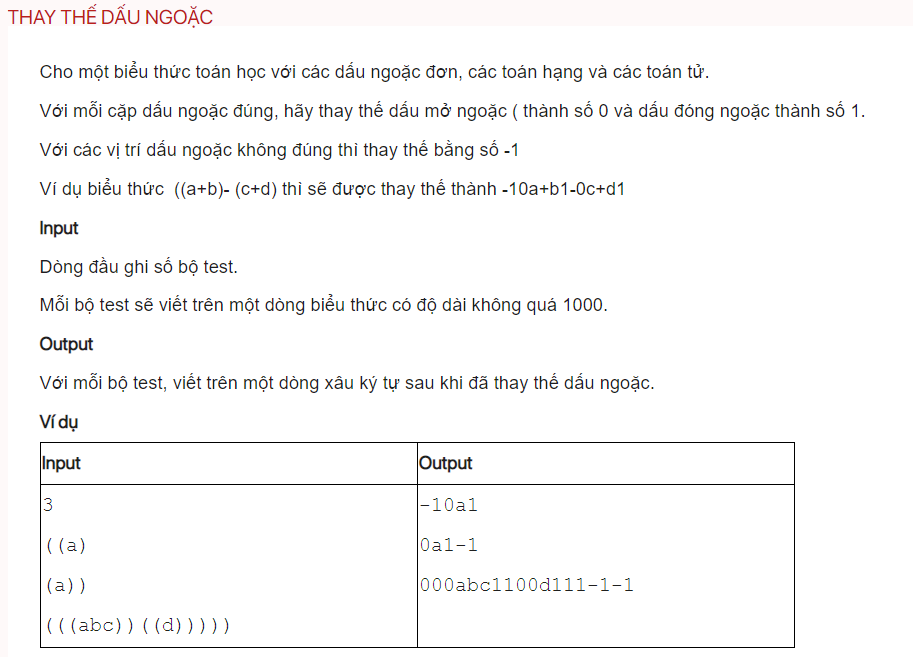 THAY THẾ DẤU NGOẶC
Cho một biểu thức toán học với các dấu ngoặc đơn, các toán hạng và các toán tử.
Với mỗi cặp dấu ngoặc đúng, hãy thay thế dấu mở ngoặc ( thành số 0 và dấu đóng ngoặc thành số 1.
Với các vị trí dấu ngoặc không đúng thì thay thế bằng số -1
Ví dụ biểu thức ((a+b)- (c+d) thì sẽ được thay thế thành -10a+b1-0c+d1
Input
Dòng đầu ghi số bộ test.
Mỗi bộ test sẽ viết trên một dòng biểu thức có độ dài không quá 1000.
Output
Với mỗi bộ test, viết trên một dòng xâu ký tự sau khi đã thay thế dấu ngoặc.
Ví dụ
Input Output
3 -10a1
((a) 0a1-1
(a)) 000abc1100d111-1-1
(((abc))((d)))))